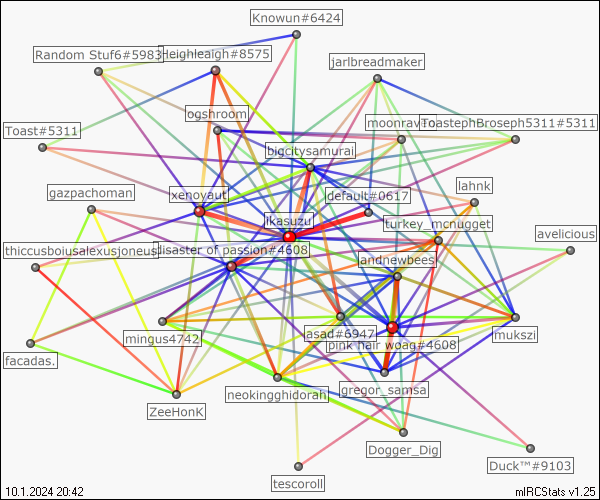 Knowun#6424
Random Stuf6#5983
Heighleaigh#8575
jarlbreadmaker
ogshroom
moonrav
ToastephBroseph5311#5311
Toast#5311
bigcitysamurai
xenoyaut
default#0617
lahnk
gazpachoman
ikasuzu
turkey_mcnugget
avelicious
thiccusboiusalexusjoneus
disaster of passion#4608
andnewbees
mingus4742
asad#6947
pink hair woag#4608
mukszi
facadas.
neokingghidorah
gregor_samsa
ZeeHonK
Dogger_Dig
Duck™#9103
tescoroll
10.1.2024 20:42
mIRCStats v1.25